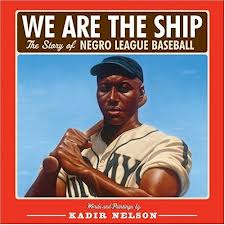 WE ARE THE SHIP
The Story of NEGRO LEAGUE BASEBALL
Words and Paintings by
KADIR NELSON